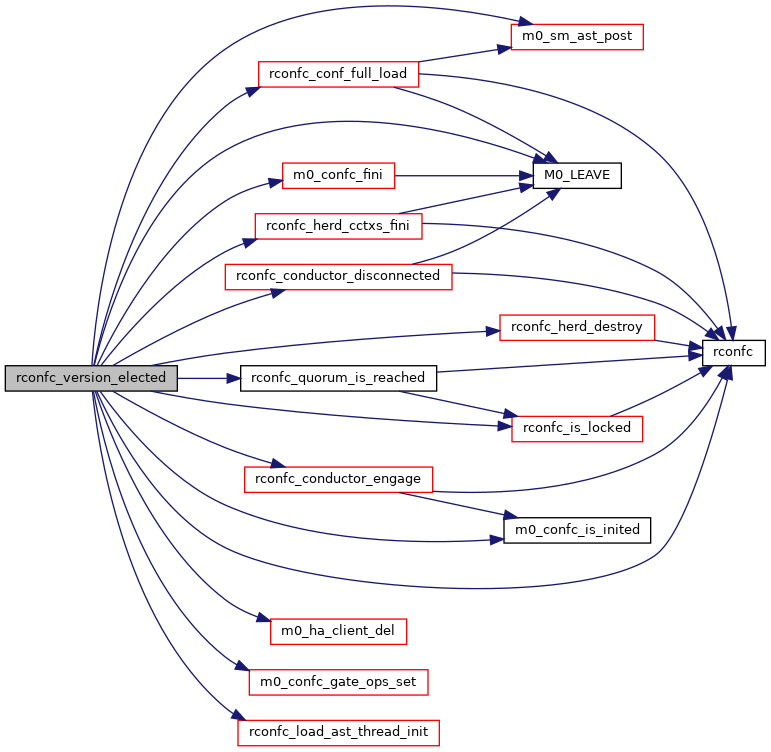 m0_sm_ast_post
rconfc_conf_full_load
m0_confc_fini
M0_LEAVE
rconfc_herd_cctxs_fini
rconfc_conductor_disconnected
rconfc_herd_destroy
rconfc
rconfc_version_elected
rconfc_quorum_is_reached
rconfc_is_locked
rconfc_conductor_engage
m0_confc_is_inited
m0_ha_client_del
m0_confc_gate_ops_set
rconfc_load_ast_thread_init